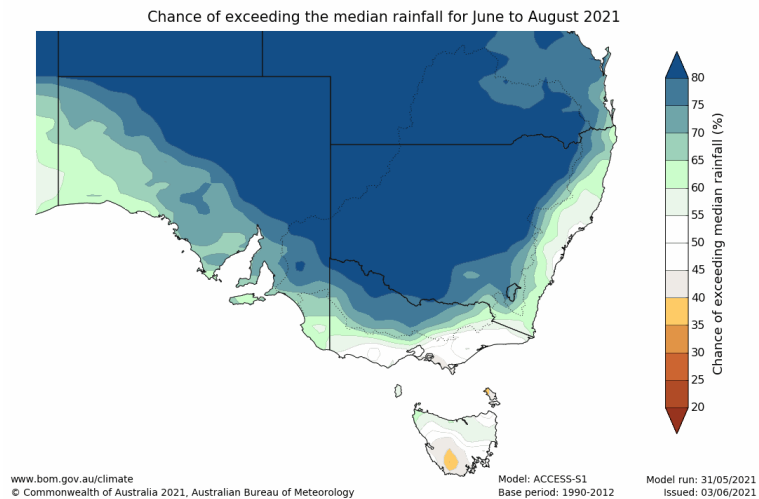 Chance of exceeding the median rainfall for June to August 2021
80
75
70
65
60
55
50
45
40
35
30
25
20
Chance of exceeding median rainfall (%)
www.bom.gov.au/climate
© Commonwealth of Australia 2021, Australian Bureau of Meteorology
Model: ACCESS-S1
Base period: 1990-2012
Model run: 31/05/2021
Issued: 03/06/2021